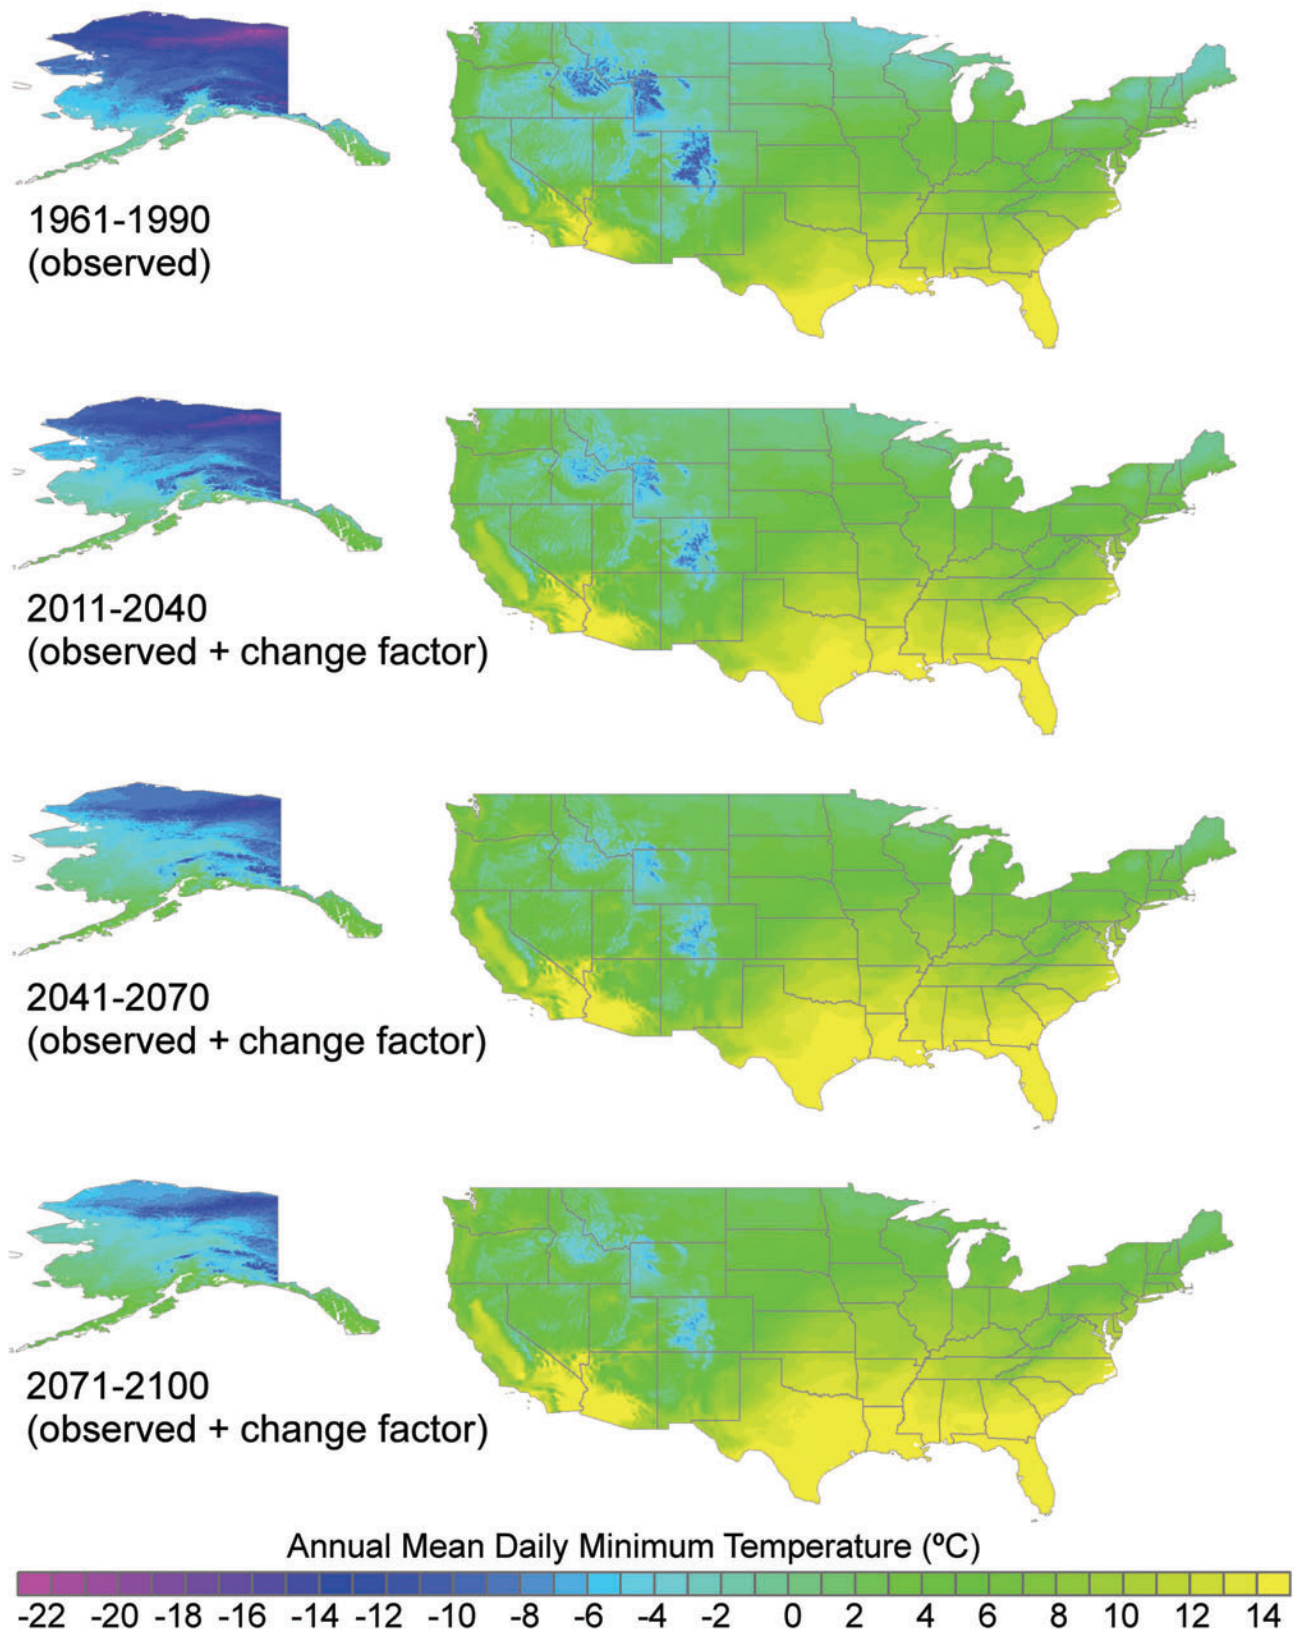 1961-1990
(observed)
2011-2040
(observed + change factor)
2041-2070
(observed + change factor)
2071-2100
(observed + change factor)
Annual Mean Daily Minimum Temperature (ºC)
-22 -20 -18 -16 -14 -12 -10 -8 -6 -4 -2 0 2 4 6 8 10 12 14